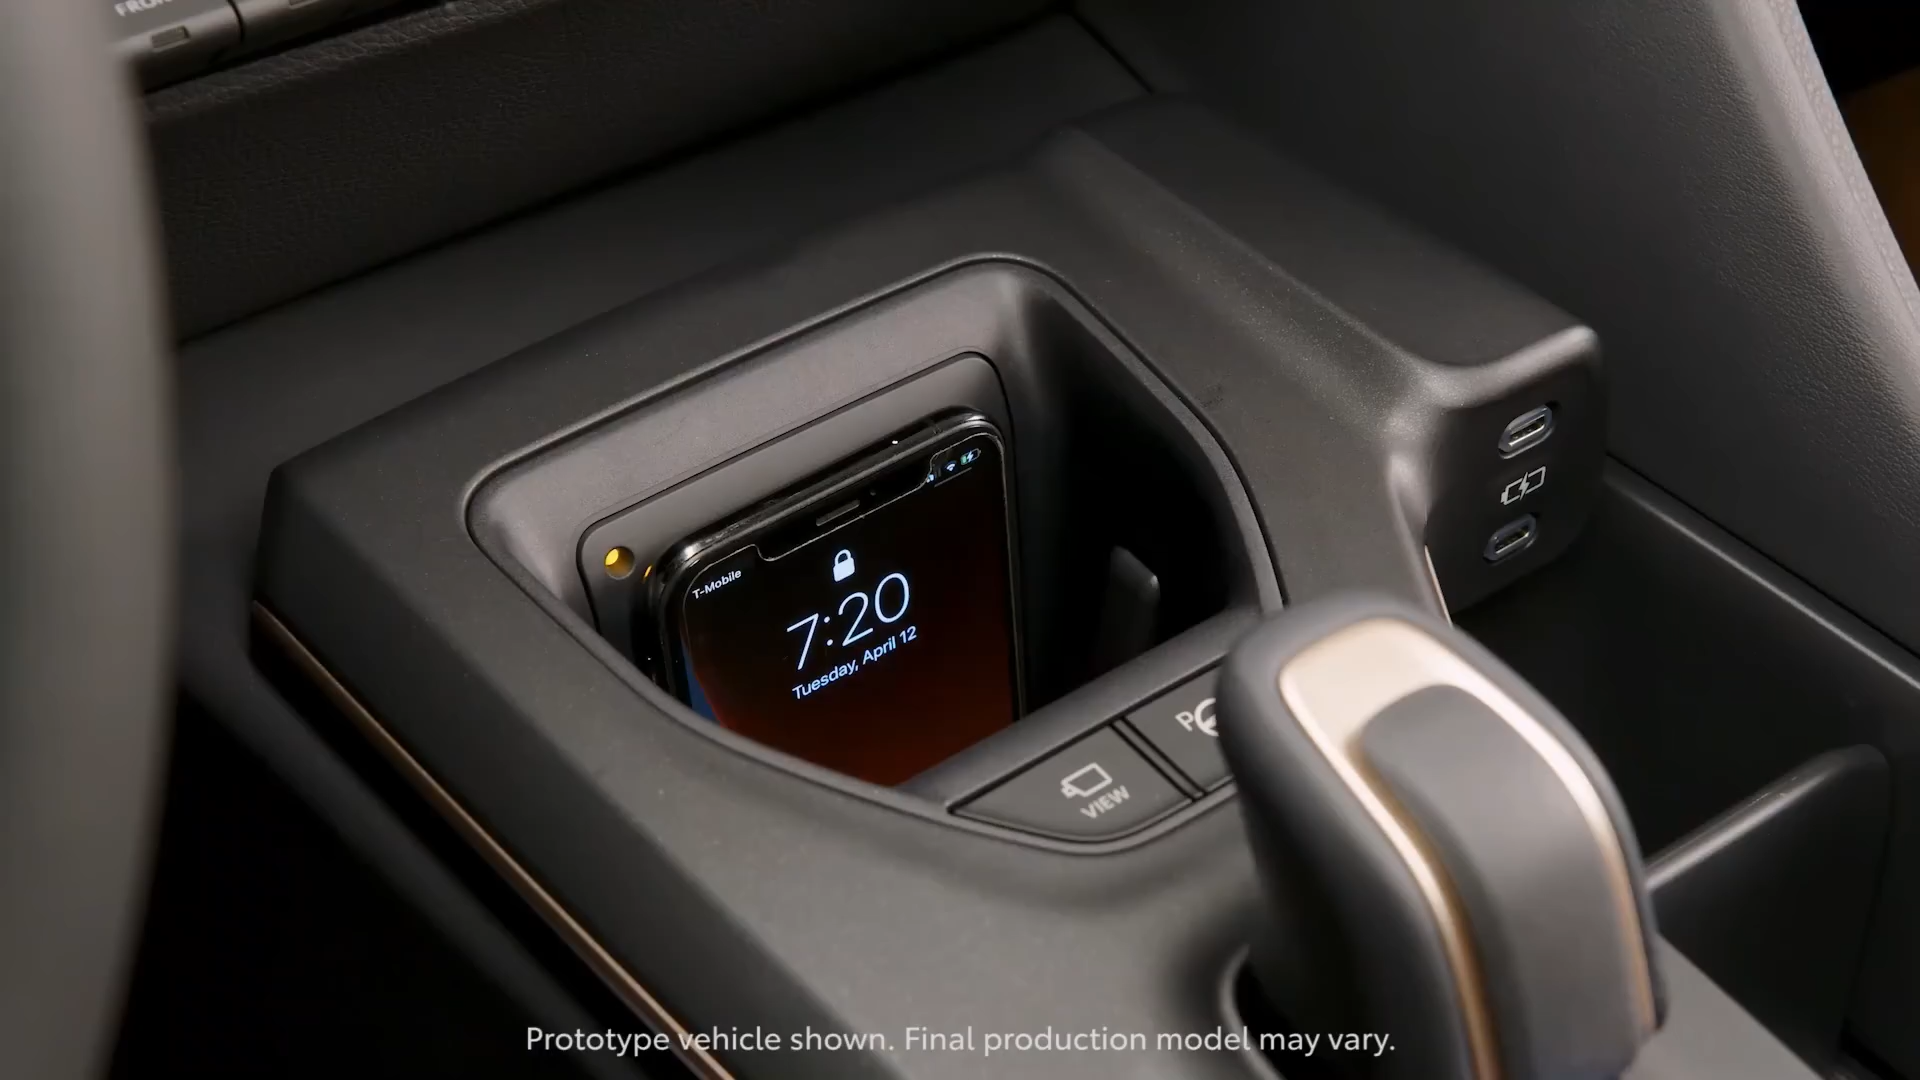 T-Mobile
7:20
Tuesday, April 12
P
VIEW
Prototype vehicle shown. Final production model may vary.